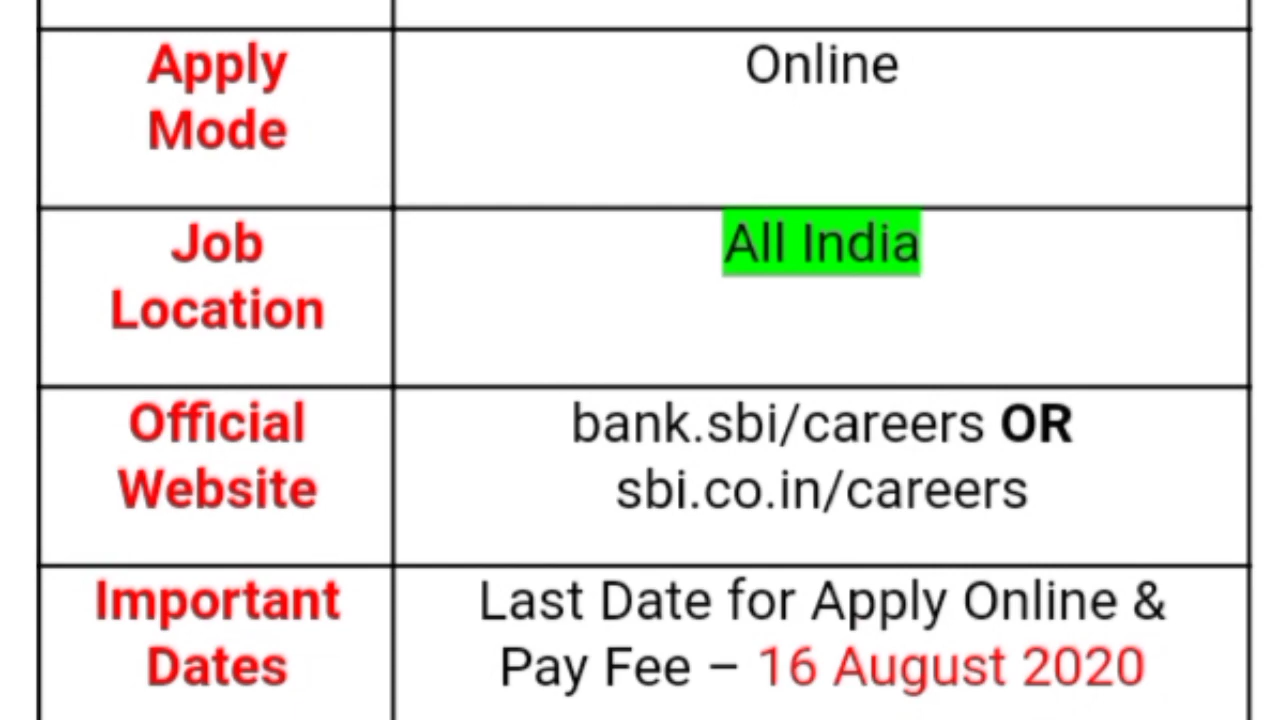 Apply
Mode
Online
Job
Location
All India
Official
Website
bank.sbi/careers OR
sbi.co.in/careers
Important
Dates
Last Date for Apply Online &
Pay Fee – 16 August 2020